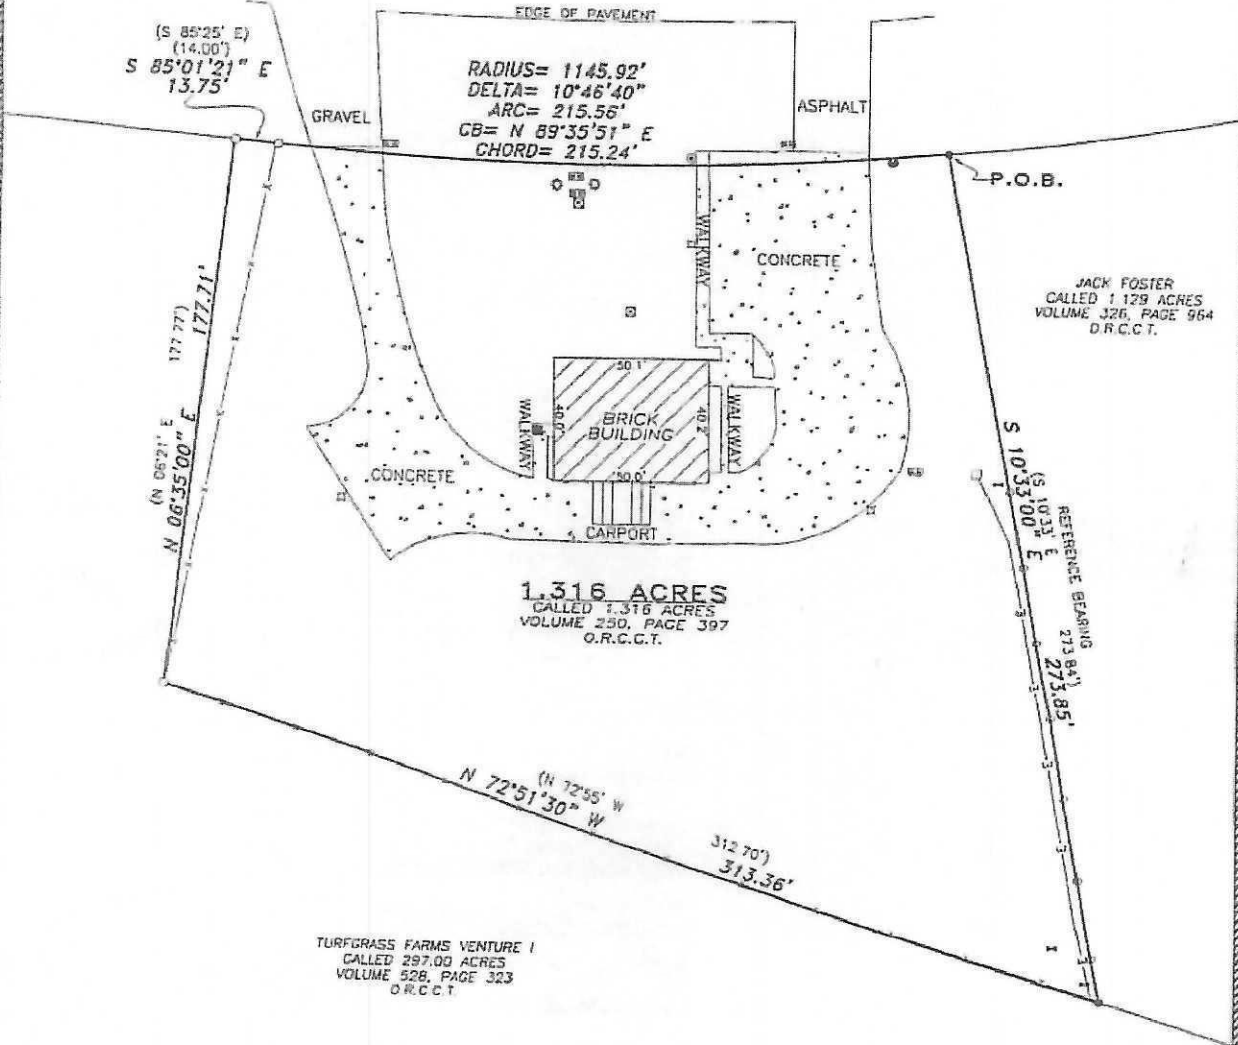 EDGE OF PAVEMENT
(S 85°25' E)
(14.00')
S 85°01'21" E
13.75'
RADIUS= 1145.92'
DELTA= 10°46'40"
ARC= 215.56'
CB= N 89°35'51" E
CHORD= 215.24'
GRAVEL
ASPHALT
P.O.B.
WALKWAY
CONCRETE
JACK FOSTER
CALLED 1.129 ACRES
VOLUME 326, PAGE 964
D.R.C.C.T.
(N 06°21' E 177.77')
N 06°35'00" E 177.71'
50.1'
40.0'
BRICK
BUILDING
40.2'
50.0'
WALKWAY
WALKWAY
CONCRETE
CARPORT
S 10°33'00" E 273.85'
(S 10°33' E 273.84')
REFERENCE BEARING
1.316 ACRES
CALLED 1.316 ACRES
VOLUME 250, PAGE 397
O.R.C.C.T.
(N 72°55' W 312.70')
N 72°51'30" W 313.36'
TURFGRASS FARMS VENTURE I
CALLED 297.00 ACRES
VOLUME 528, PAGE 323
D.R.C.C.T.